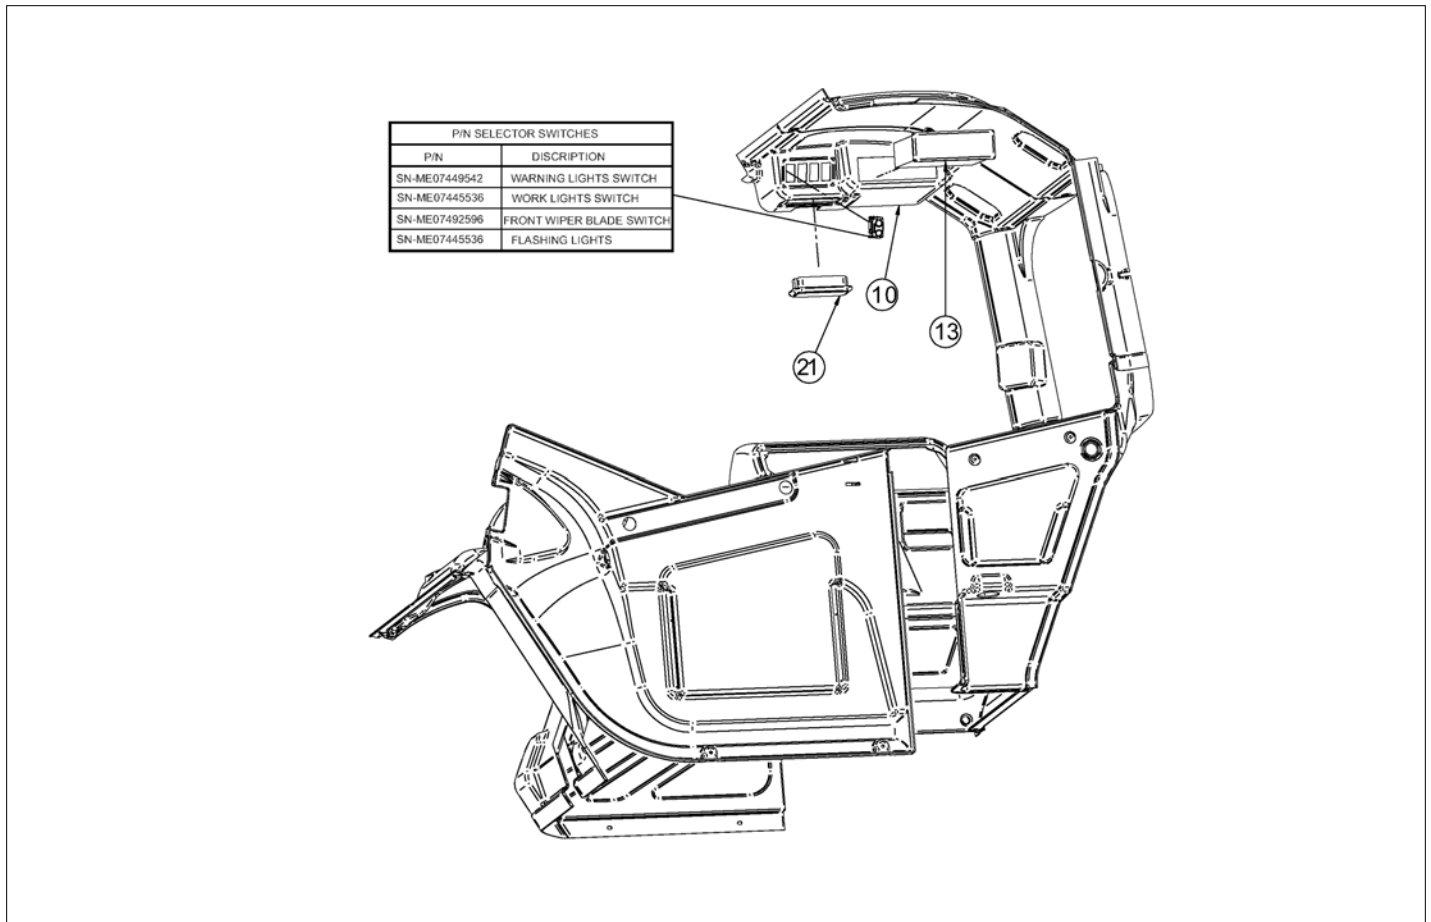 P/N SELECTOR SWITCHES
P/N DISCRIPTION
SN-ME07449542 WARNING LIGHTS SWITCH
SN-ME07445536 WORK LIGHTS SWITCH
SN-ME07492596 FRONT WIPER BLADE SWITCH
SN-ME07445536 FLASHING LIGHTS
10
13
21